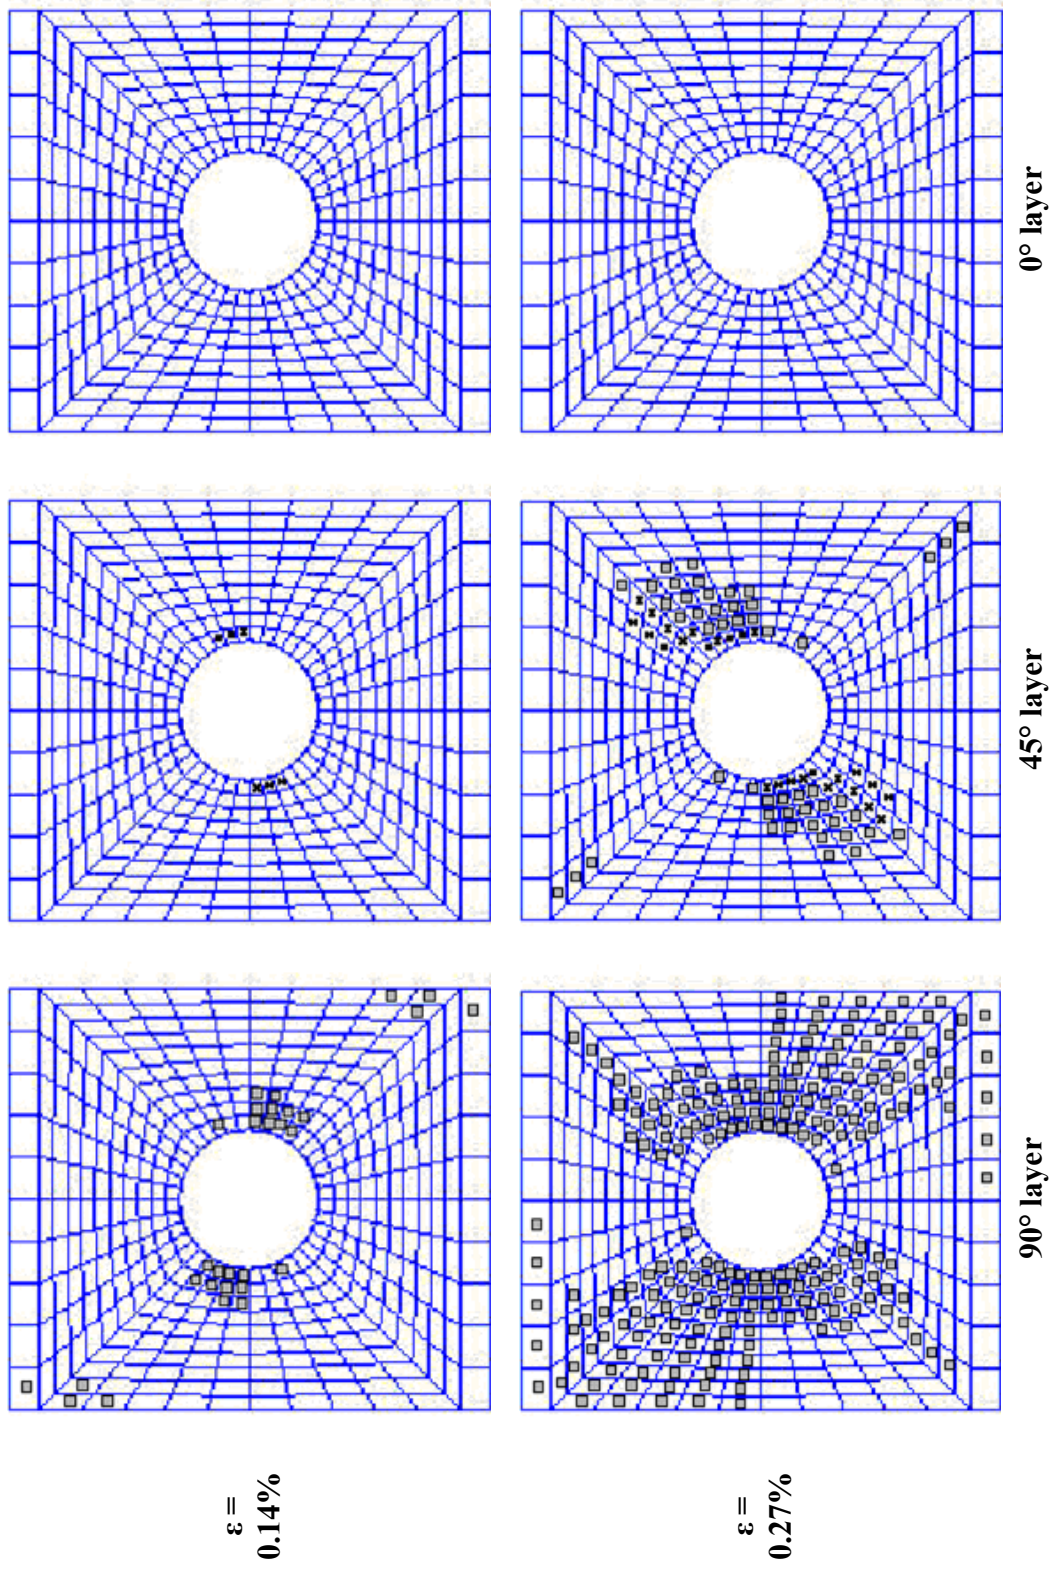 ε =
0.14%
ε =
0.27%
90° layer
45° layer
0° layer